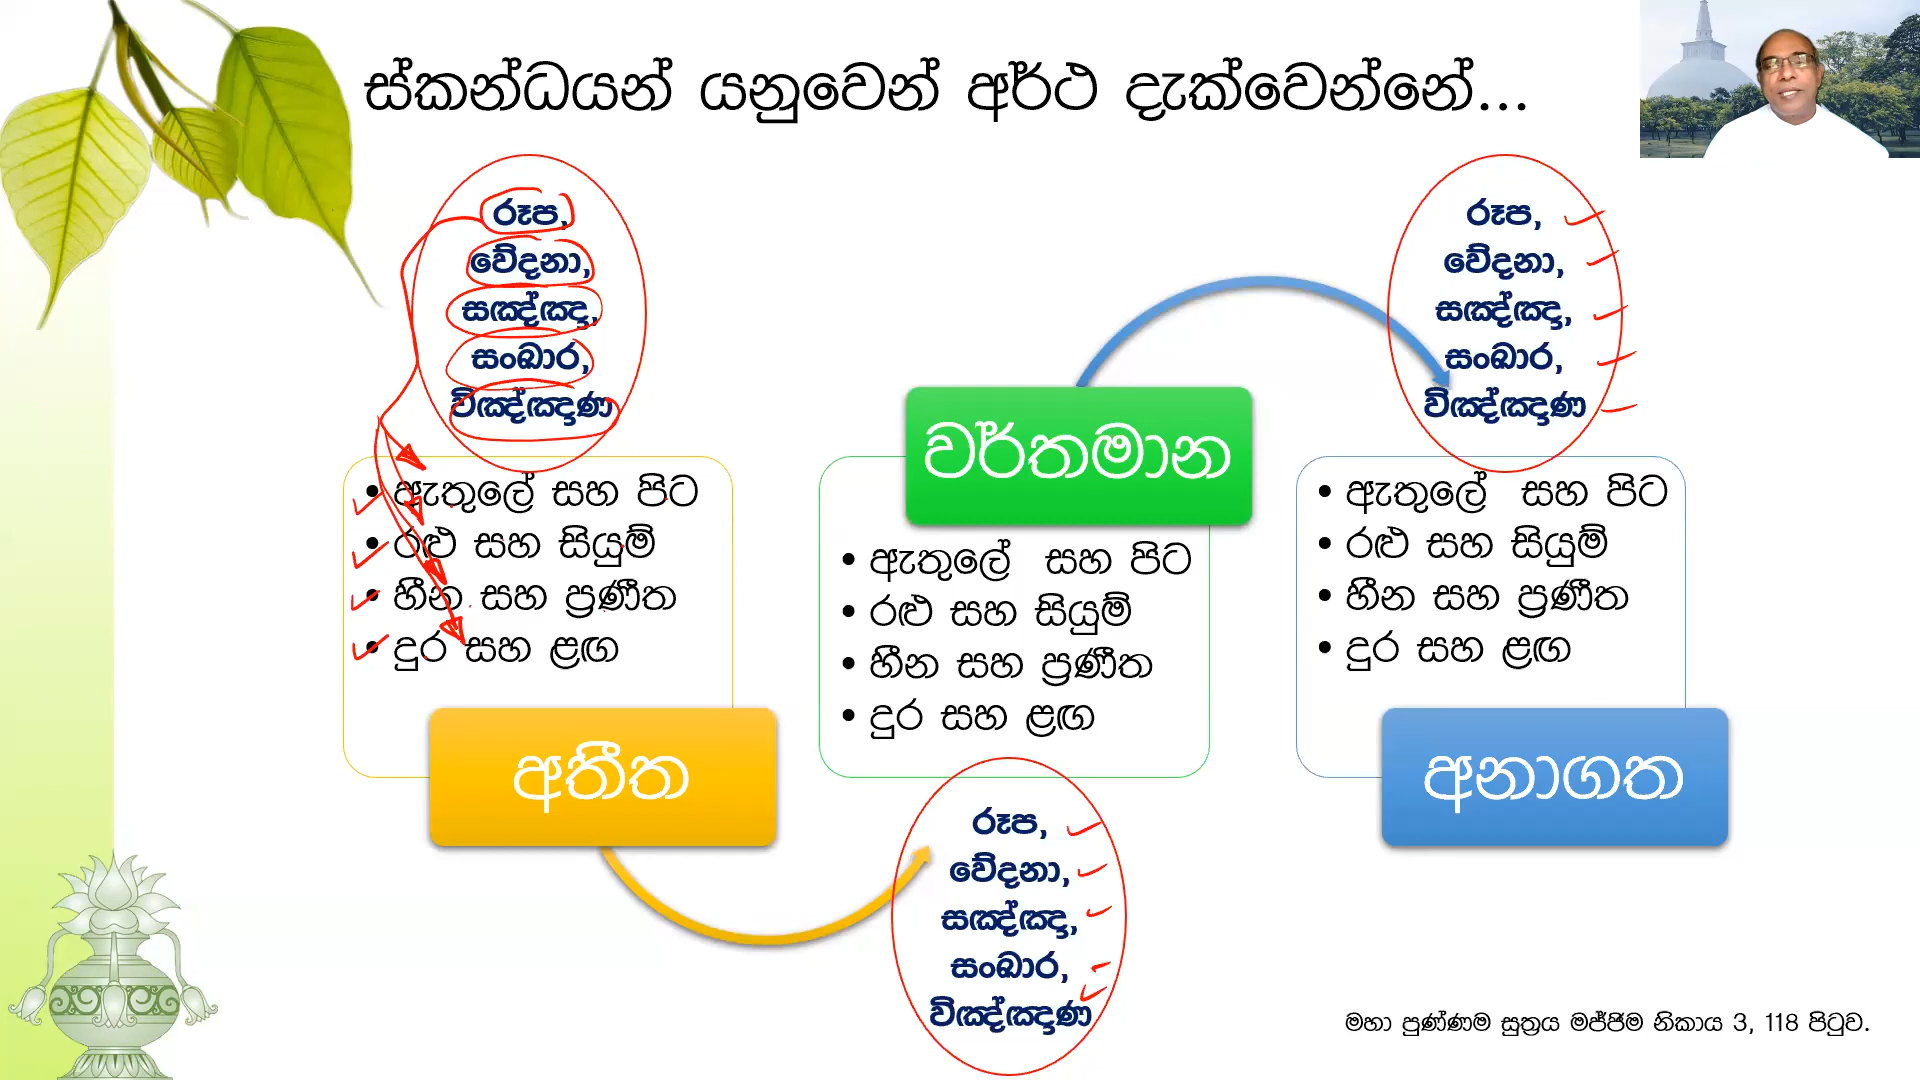 ස්කන්ධයන් යනුවෙන් අර්ථ දැක්වෙන්නේ...
රූප,
වේදනා,
සඤ්ඤා,
සංඛාර,
විඤ්ඤාණ
• ඇතුලේ සහ පිට
• රළු සහ සියුම්
• හීන සහ ප්‍රණීත
• දුර සහ ළඟ
අතීත
වර්තමාන
• ඇතුලේ සහ පිට
• රළු සහ සියුම්
• හීන සහ ප්‍රණීත
• දුර සහ ළඟ
රූප,
වේදනා,
සඤ්ඤා,
සංඛාර,
විඤ්ඤාණ
රූප,
වේදනා,
සඤ්ඤා,
සංඛාර,
විඤ්ඤාණ
• ඇතුලේ සහ පිට
• රළු සහ සියුම්
• හීන සහ ප්‍රණීත
• දුර සහ ළඟ
අනාගත
මහා පුණ්ණම සුත්‍රය මජ්ජිම නිකාය 3, 118 පිටුව.